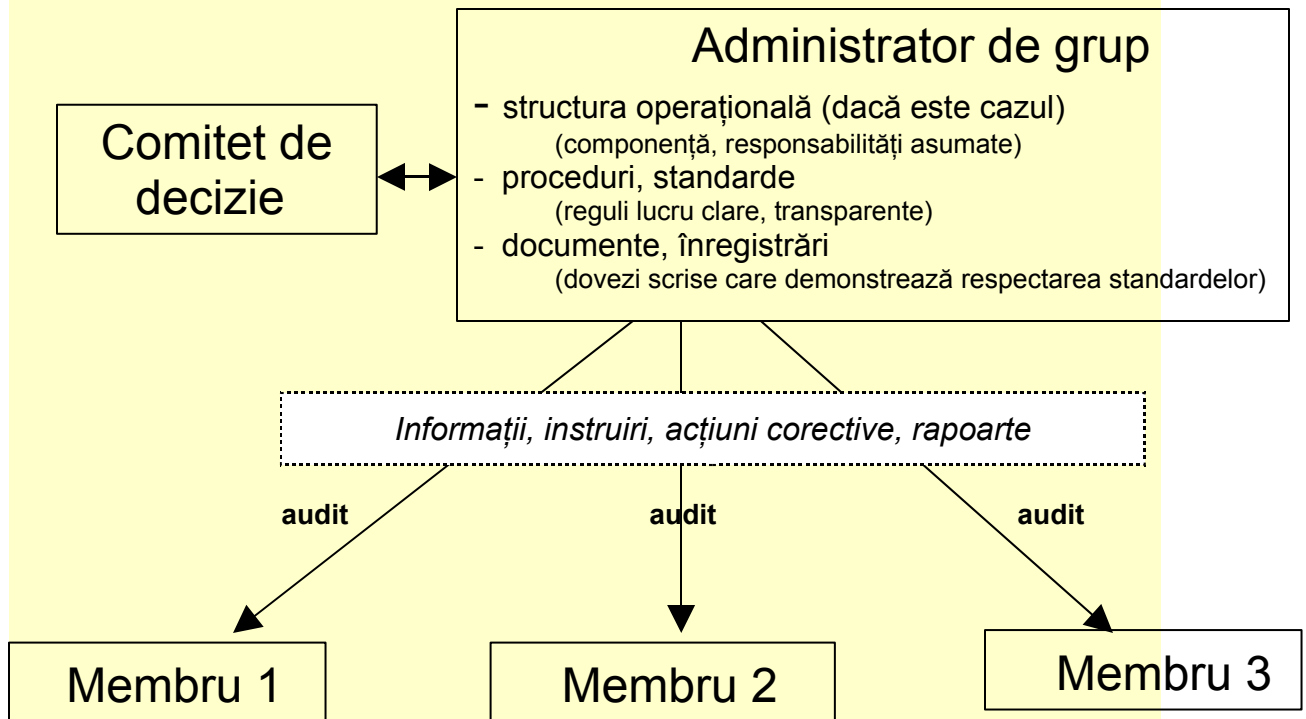 Administrator de grup
- structura operațională (dacă este cazul)
(componență, responsabilități asumate)
- proceduri, standarde
(reguli lucru clare, transparente)
- documente, înregistrări
(dovezi scrise care demonstrează respectarea standardelor)
Comitet de
decizie
Informații, instruiri, acțiuni corective, rapoarte
audit
audit
audit
Membru 1
Membru 2
Membru 3